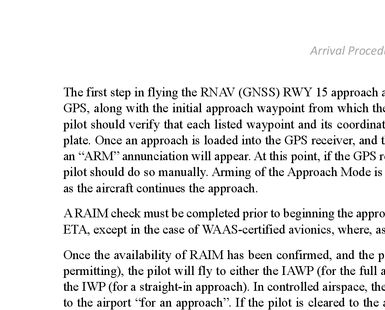 Arrival Proced
The first step in flying the RNAV (GNSS) RWY 15 approach a
GPS, along with the initial approach waypoint from which the
pilot should verify that each listed waypoint and its coordinat
plate. Once an approach is loaded into the GPS receiver, and t
an “ARM” annunciation will appear. At this point, if the GPS re
pilot should do so manually. Arming of the Approach Mode is
as the aircraft continues the approach.
A RAIM check must be completed prior to beginning the appro
ETA, except in the case of WAAS-certified avionics, where, as
Once the availability of RAIM has been confirmed, and the p
permitting), the pilot will fly to either the IAWP (for the full a
the IWP (for a straight-in approach). In controlled airspace, the
to the airport “for an approach”. If the pilot is cleared to the a